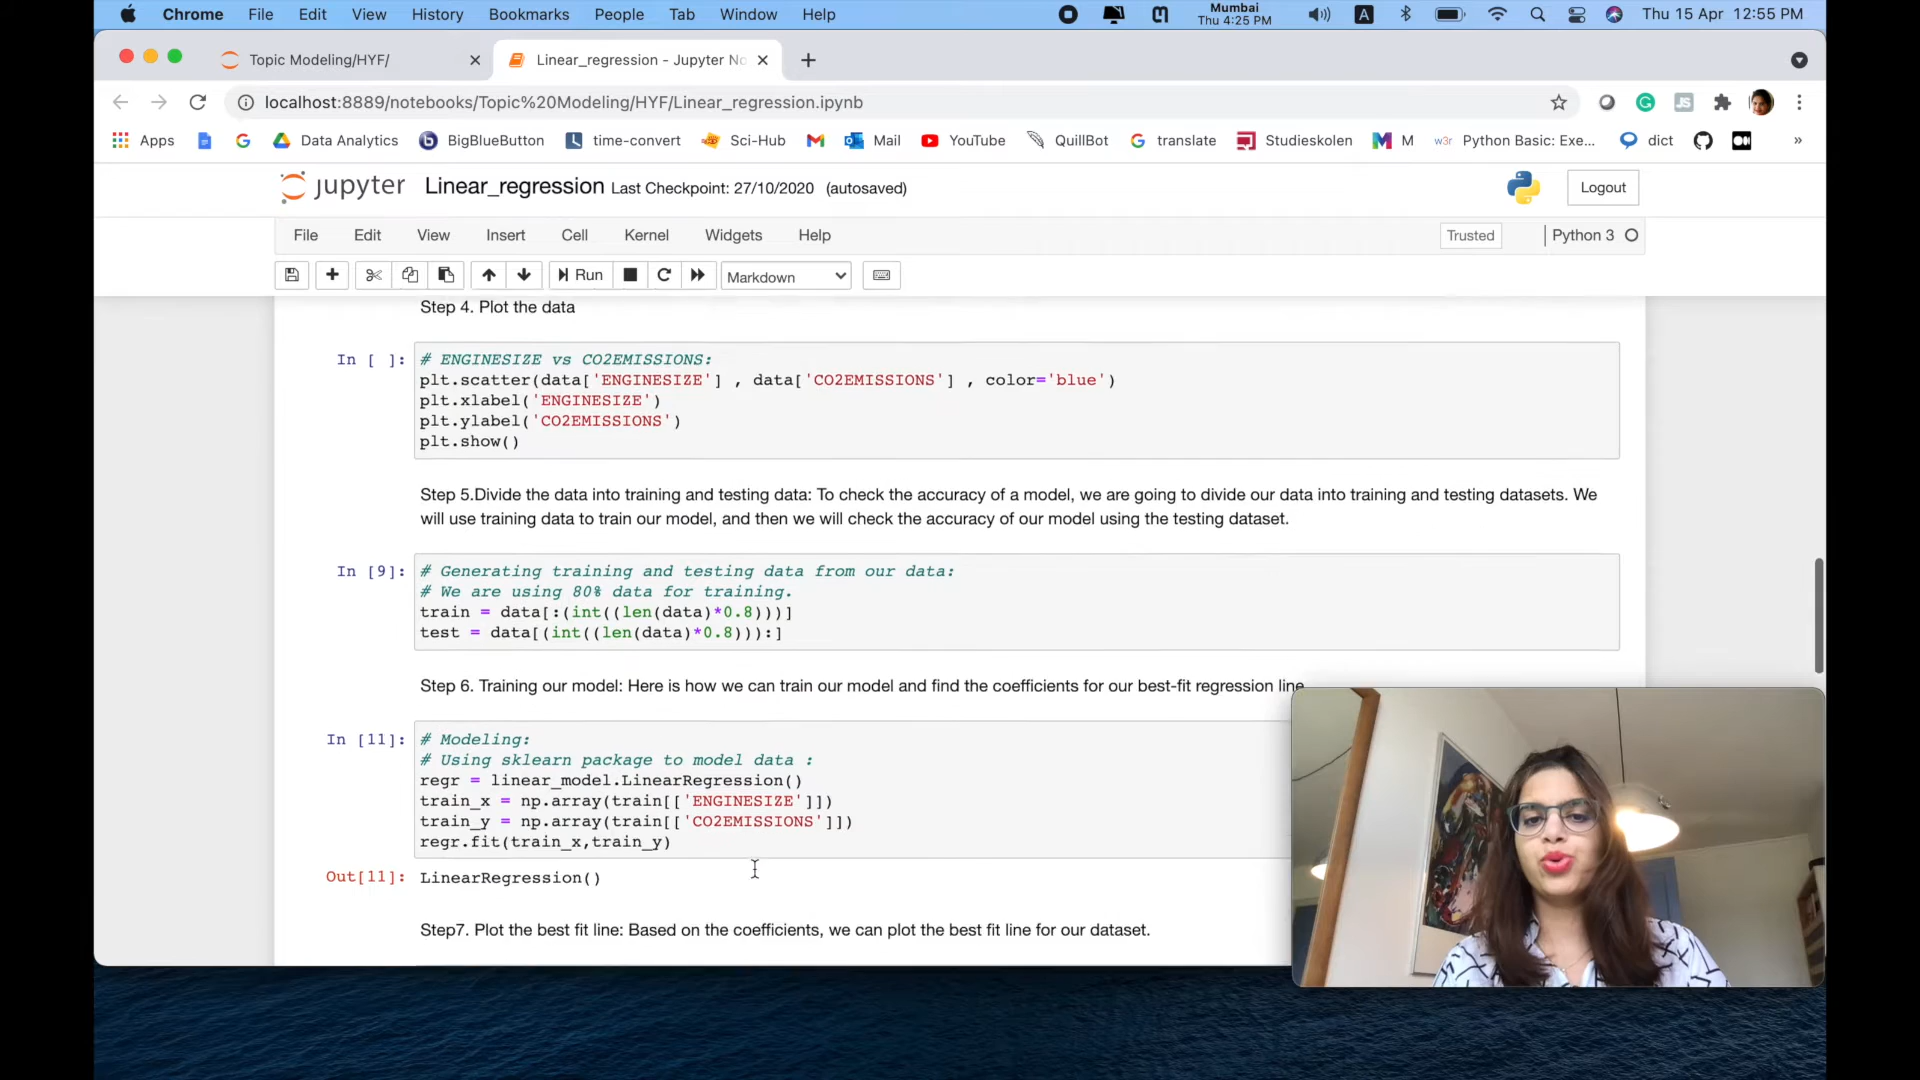 Chrome File Edit View History Bookmarks People Tab Window Help
Mumbai
Thu 4:25 PM
A
Thu 15 Apr 12:55 PM
Topic Modeling/HYF/
Linear_regression - Jupyter No
localhost:8889/notebooks/Topic%20Modeling/HYF/Linear_regression.ipynb
JS
Apps Data Analytics BigBlueButton time-convert Sci-Hub Mail YouTube QuillBot translate Studieskolen M w3r Python Basic: Exe... dict »
jupyter Linear_regression Last Checkpoint: 27/10/2020 (autosaved)
Logout
File Edit View Insert Cell Kernel Widgets Help
Trusted
Python 3
Run
Markdown
Step 4. Plot the data
In [ ]: # ENGINESIZE vs CO2EMISSIONS:
plt.scatter(data['ENGINESIZE'] , data['CO2EMISSIONS'] , color='blue')
plt.xlabel('ENGINESIZE')
plt.ylabel('CO2EMISSIONS')
plt.show()
Step 5.Divide the data into training and testing data: To check the accuracy of a model, we are going to divide our data into training and testing datasets. We
will use training data to train our model, and then we will check the accuracy of our model using the testing dataset.
In [9]: # Generating training and testing data from our data:
# We are using 80% data for training.
train = data[:(int((len(data)*0.8)))]
test = data[(int((len(data)*0.8))):]
Step 6. Training our model: Here is how we can train our model and find the coefficients for our best-fit regression line
In [11]: # Modeling:
# Using sklearn package to model data :
regr = linear_model.LinearRegression()
train_x = np.array(train[['ENGINESIZE']])
train_y = np.array(train[['CO2EMISSIONS']])
regr.fit(train_x,train_y)
Out[11]: LinearRegression()
Step7. Plot the best fit line: Based on the coefficients, we can plot the best fit line for our dataset.